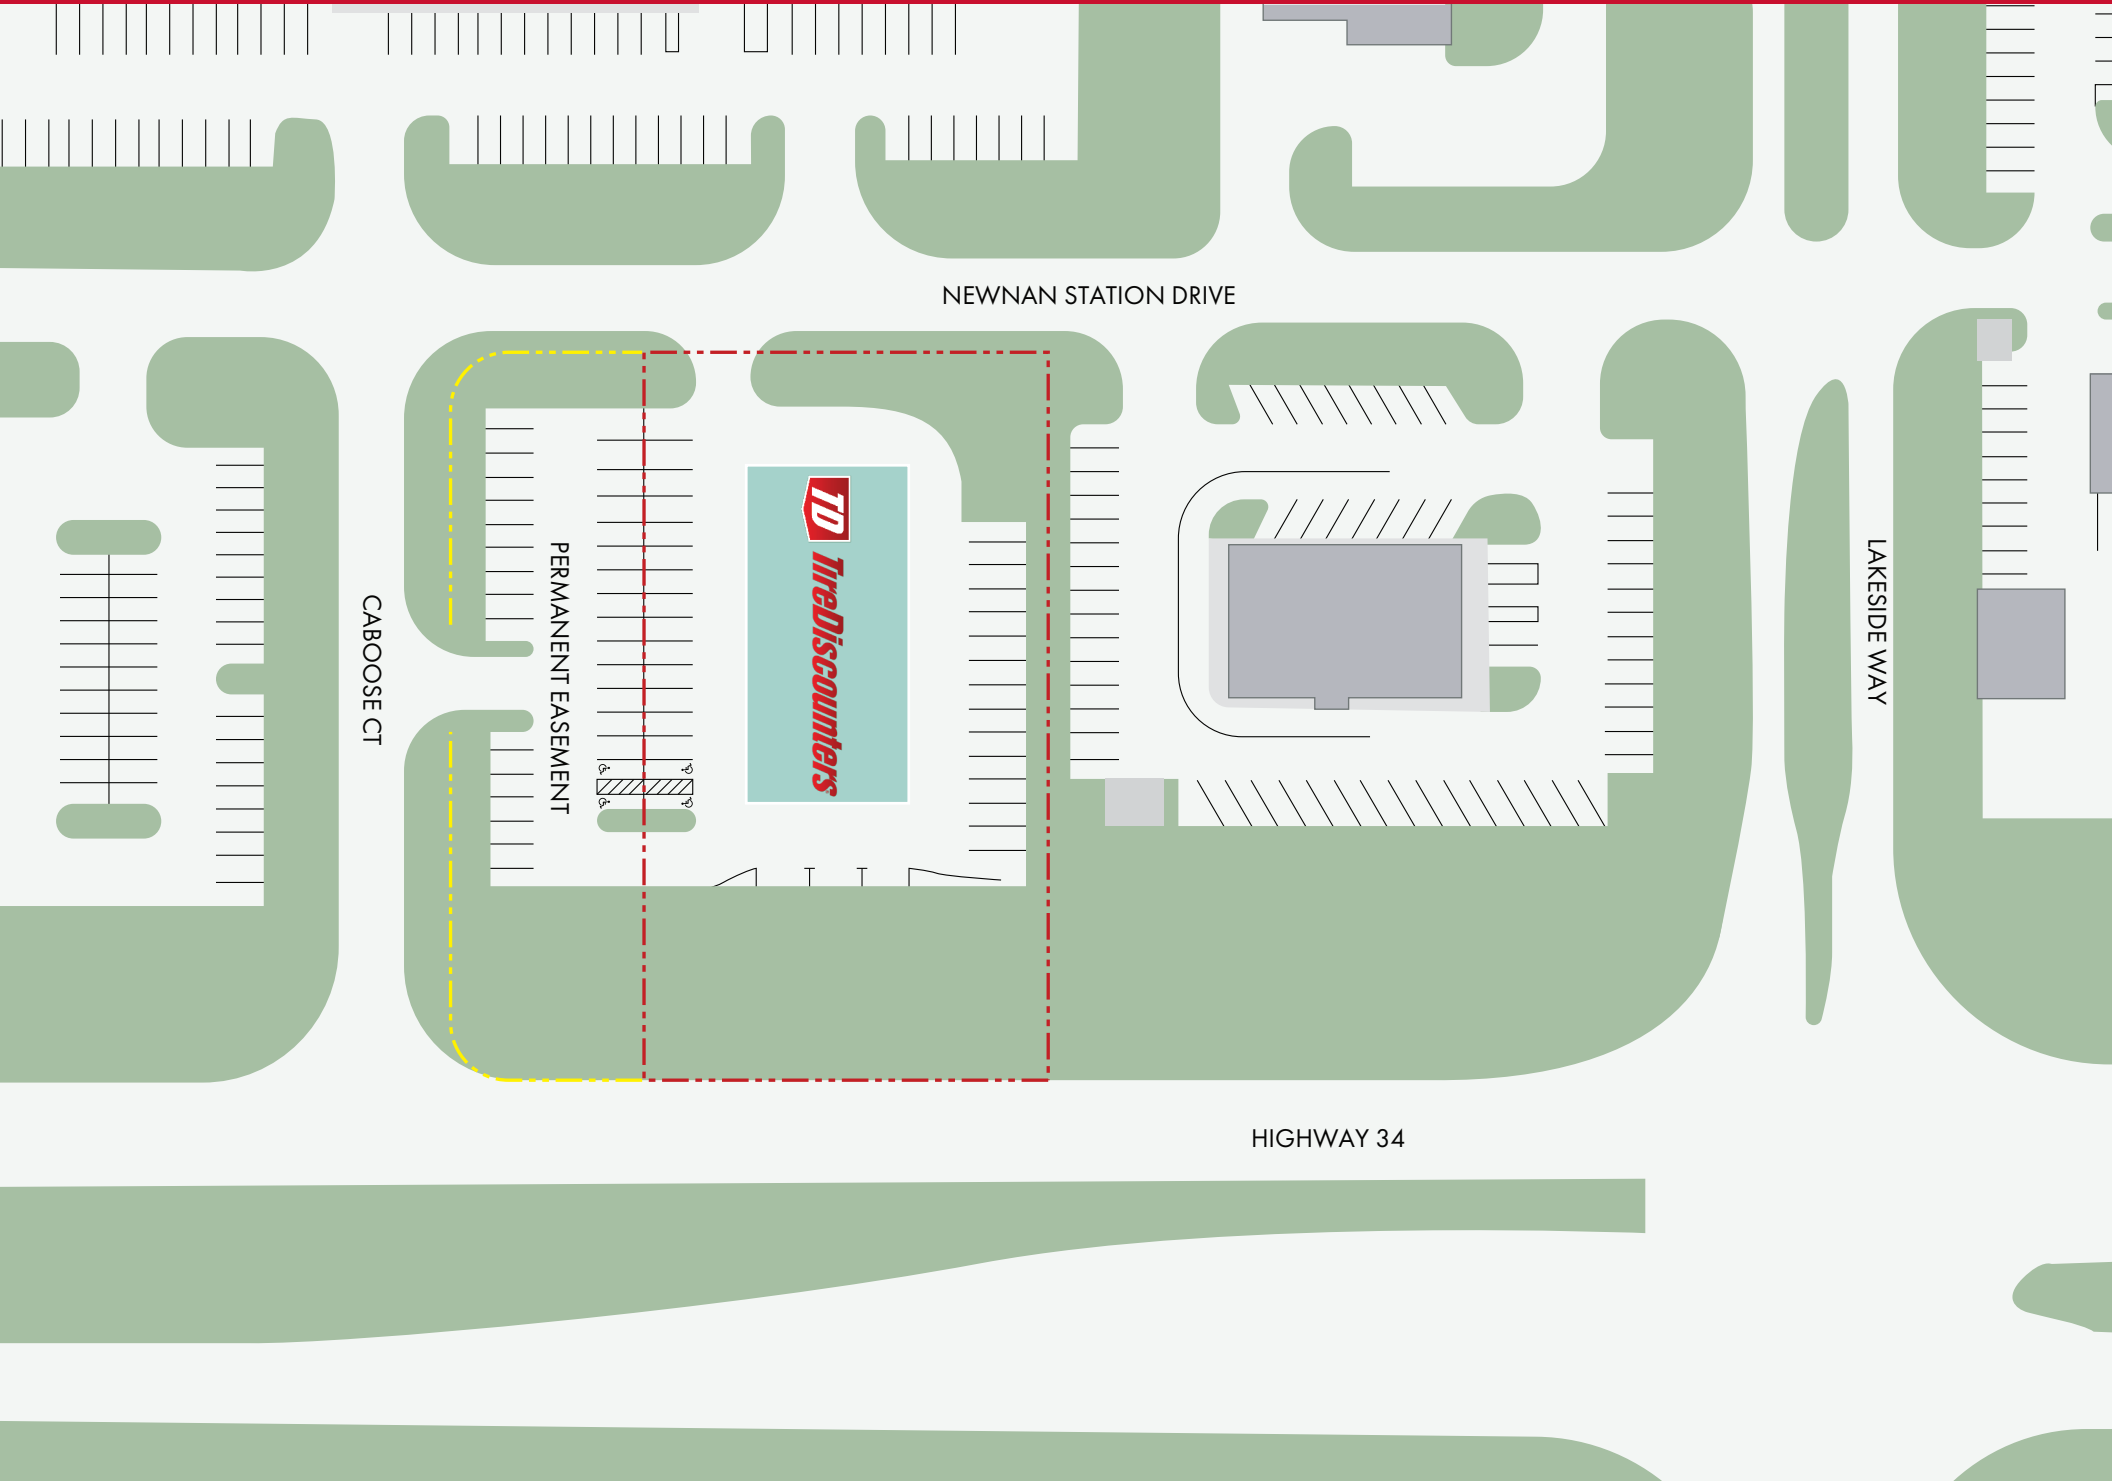 NEWNAN STATION DRIVE
CABOOSE CT
PERMANENT EASEMENT
TD TireDiscounters
LAKESIDE WAY
HIGHWAY 34